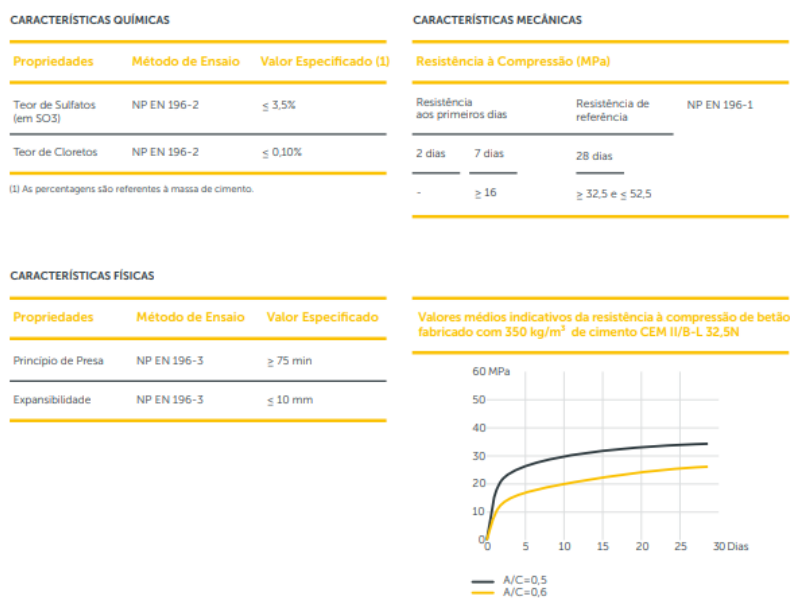 CARACTERÍSTICAS QUÍMICAS
Propriedades Método de Ensaio Valor Especificado (1)
Teor de Sulfatos
(em SO3) NP EN 196-2 ≤ 3,5%
Teor de Cloretos NP EN 196-2 ≤ 0,10%
(1) As percentagens são referentes à massa de cimento.
CARACTERÍSTICAS MECÂNICAS
Resistência à Compressão (MPa)
Resistência
aos primeiros dias
Resistência de
referência
NP EN 196-1
2 dias 7 dias 28 dias
- ≥ 16 ≥ 32,5 e ≤ 52,5
CARACTERÍSTICAS FÍSICAS
Propriedades Método de Ensaio Valor Especificado
Princípio de Presa NP EN 196-3 ≥ 75 min
Expansibilidade NP EN 196-3 ≤ 10 mm
Valores médios indicativos da resistência à compressão de betão
fabricado com 350 kg/m³ de cimento CEM II/B-L 32,5N
60 MPa
50
40
30
20
10
0
0 5 10 15 20 25 30 Dias
A/C=0,5
A/C=0,6